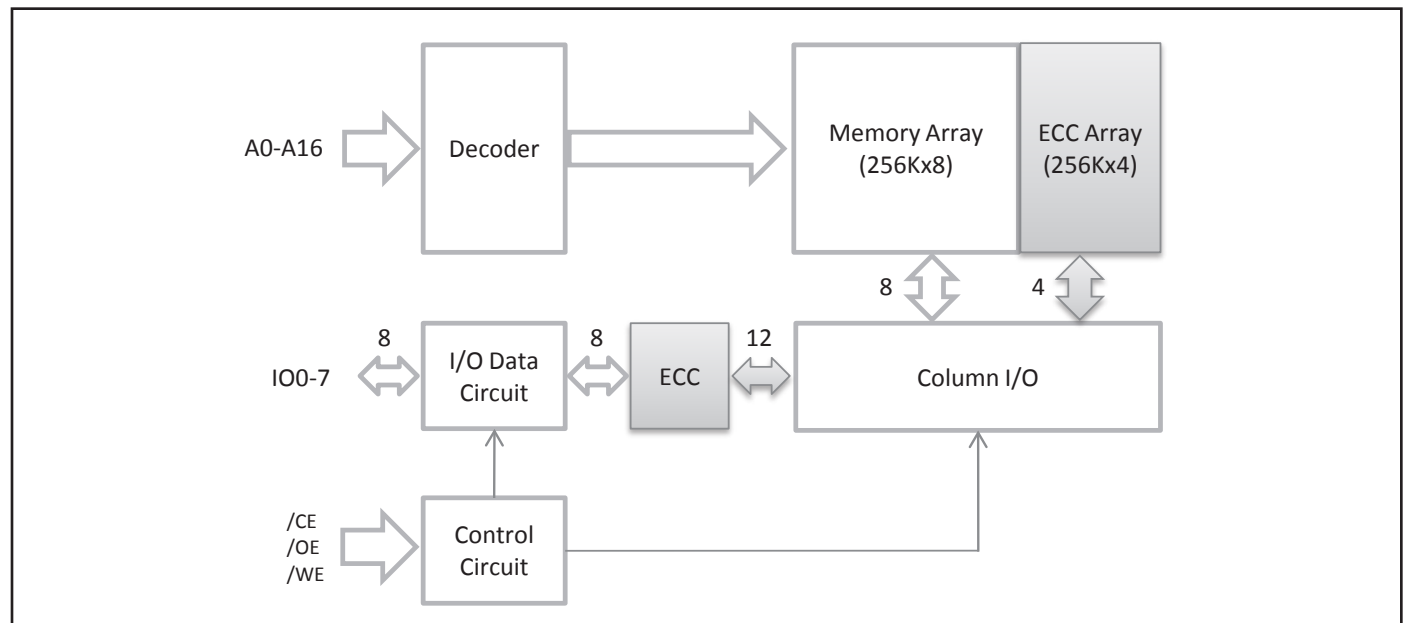 A0-A16
Decoder
Memory Array
(256Kx8)
ECC Array
(256Kx4)
8
4
IO0-7
8
I/O Data
Circuit
8
ECC
12
Column I/O
/CE
/OE
/WE
Control
Circuit